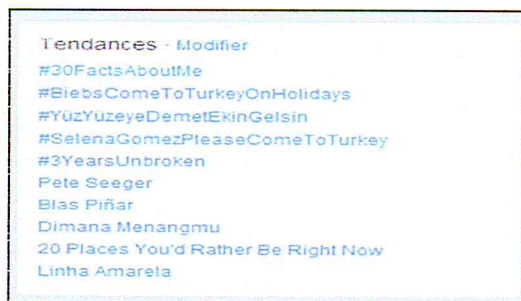 Tendances · Modifier
#30FactsAboutMe
#BiebsComeToTurkeyOnHolidays
#YüzYüzeyeDemetEkinGelsin
#SelenaGomezPleaseComeToTurkey
#3YearsUnbroken
Pete Seeger
Blas Piñar
Dimana Menangmu
20 Places You'd Rather Be Right Now
Linha Amarela